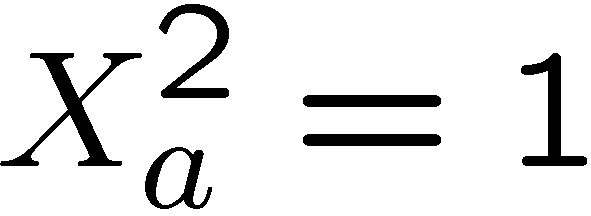 $X_a^2 = 1$